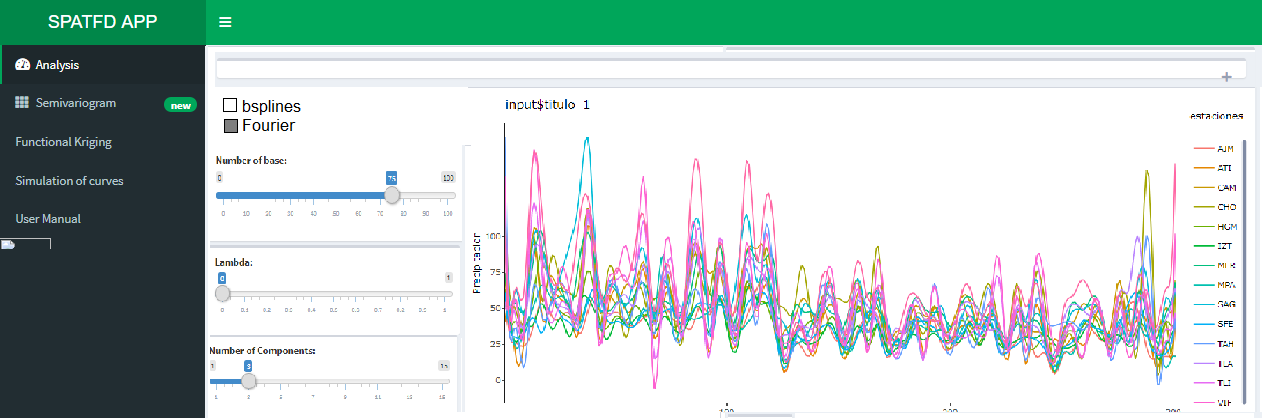 SPATFD APP
Analysis
Semivariogram new
Functional Kriging
Simulation of curves
User Manual
+
bsplines
Fourier
Number of base:
0 75 100
0 10 20 30 40 50 60 70 80 90 100
Lambda:
0 1
0 0.1 0.2 0.3 0.4 0.5 0.6 0.7 0.8 0.9 1
Number of Components:
1 3 15
1 3 5 7 9 11 13 15
input$titulo_1
Precipitacion
100
75
50
25
0
100 200 300
estaciones
AJM
ATI
CAM
CHO
HGM
IZT
MER
MPA
SAG
SFE
TAH
TLA
TLI
VIF